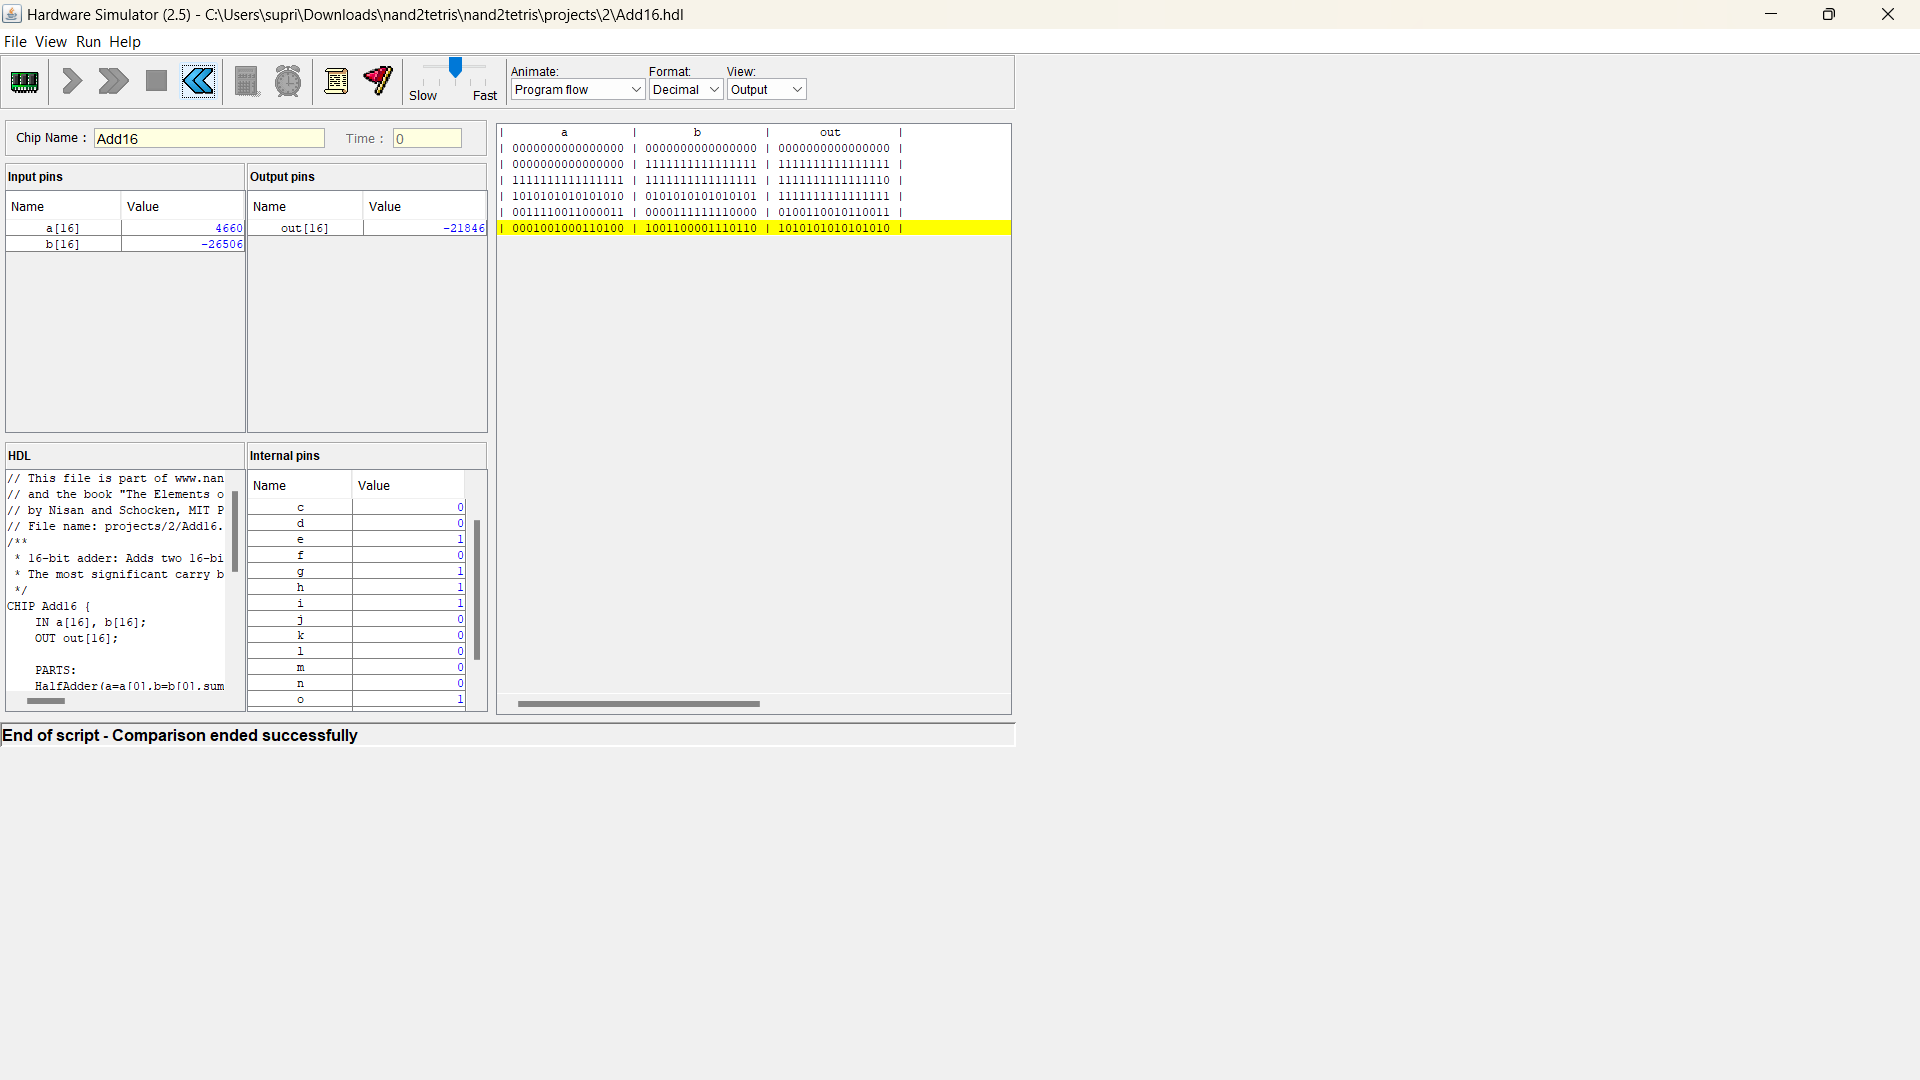 Hardware Simulator (2.5) - C:\Users\supri\Downloads\nand2tetris\nand2tetris\projects\2\Add16.hdl
File View Run Help
Slow Fast
Animate: Format: View:
Program flow Decimal Output
Chip Name : Add16 Time : 0
Input pins
Name Value
a[16] 4660
b[16] -26506
Output pins
Name Value
out[16] -21846
| a | b | out |
| 0000000000000000 | 0000000000000000 | 0000000000000000 |
| 0000000000000000 | 1111111111111111 | 1111111111111111 |
| 1111111111111111 | 1111111111111111 | 1111111111111110 |
| 1010101010101010 | 0101010101010101 | 1111111111111111 |
| 0011110011000011 | 0000111111110000 | 0100110010110011 |
| 0001001000110100 | 1001100001110110 | 1010101010101010 |
HDL
// This file is part of www.nan
// and the book "The Elements o
// by Nisan and Schocken, MIT P
// File name: projects/2/Add16.
/**
* 16-bit adder: Adds two 16-bi
* The most significant carry b
*/
CHIP Add16 {
IN a[16], b[16];
OUT out[16];
PARTS:
HalfAdder(a=a[0],b=b[0],sum
Internal pins
Name Value
c 0
d 0
e 1
f 0
g 1
h 1
i 1
j 0
k 0
l 0
m 0
n 0
o 1
End of script - Comparison ended successfully